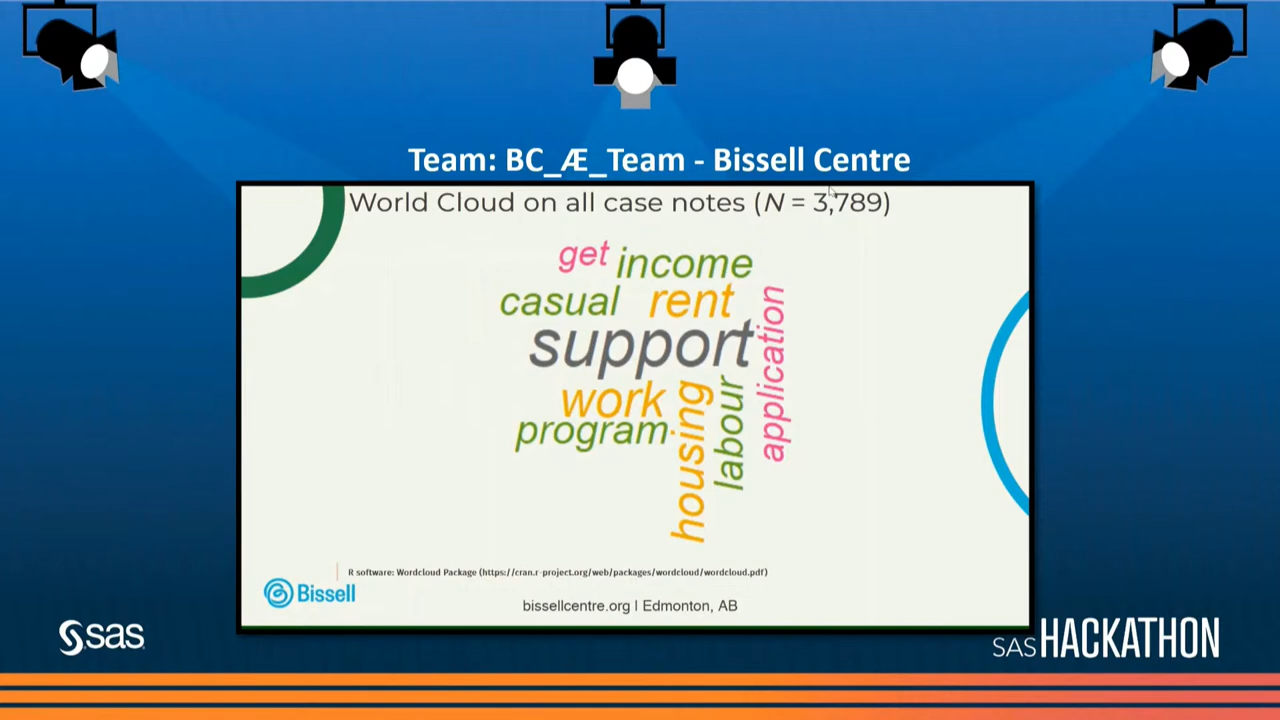 Team: BC_Æ_Team - Bissell Centre
World Cloud on all case notes (N = 3,789)
get income
casual rent
support
application
work
program
housing
labour
R software: Wordcloud Package (https://cran.r-project.org/web/packages/wordcloud/wordcloud.pdf)
Bissell
bissellcentre.org | Edmonton, AB
sas
SAS HACKATHON